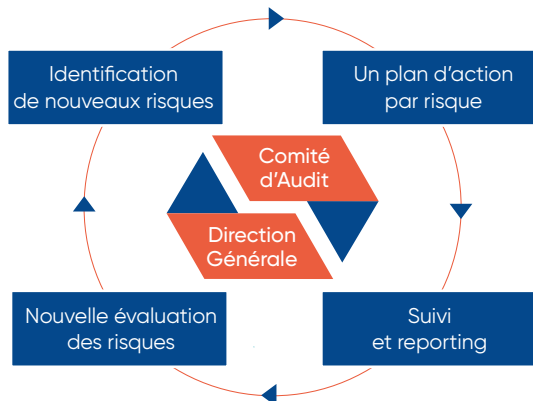 Identification
de nouveaux risques
Un plan d’action
par risque
Comité
d’Audit
Direction
Générale
Nouvelle évaluation
des risques
Suivi
et reporting